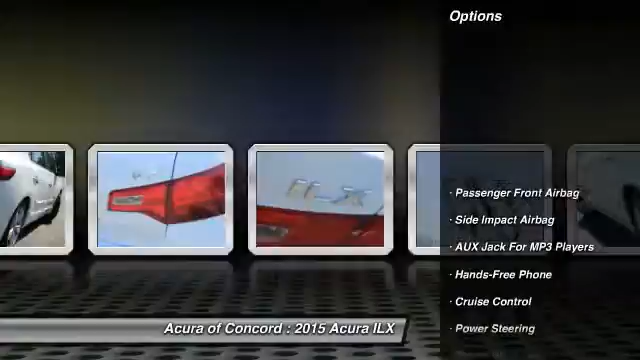 Options
ILX
· Passenger Front Airbag
· Side Impact Airbag
· AUX Jack For MP3 Players
· Hands-Free Phone
· Cruise Control
· Power Steering
Acura of Concord : 2015 Acura ILX